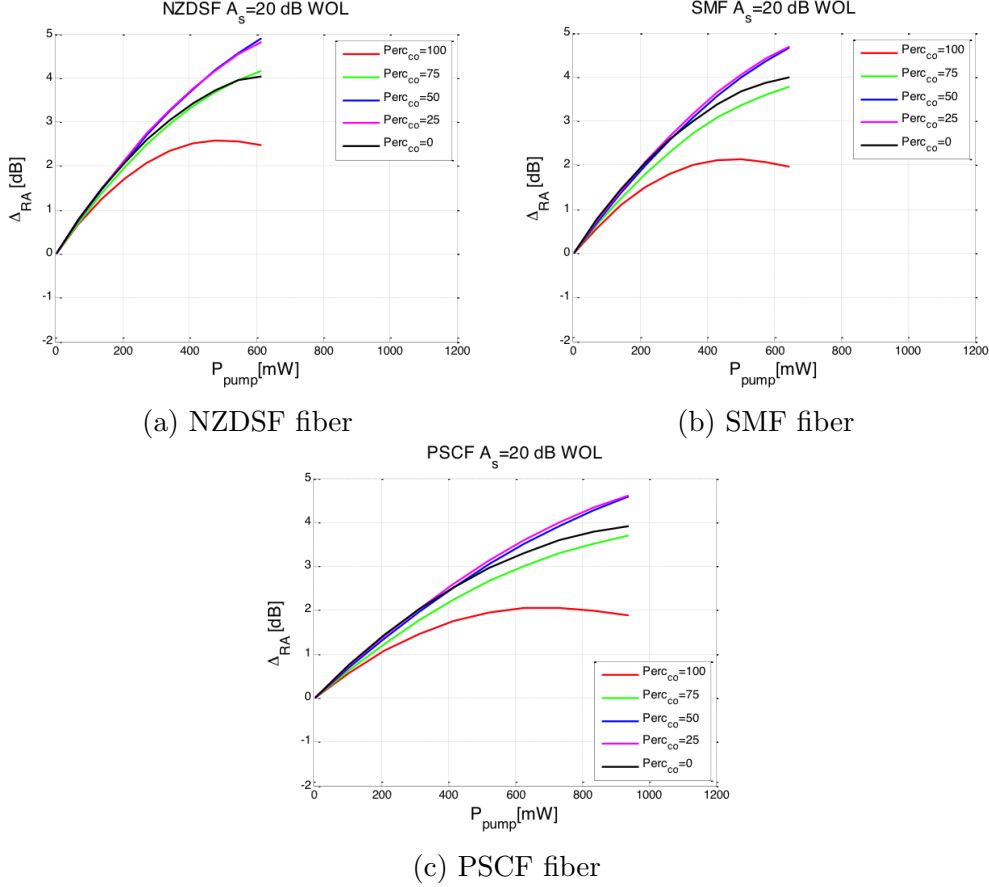 NZDSF A_s=20 dB WOL
5
4
3
2
1
0
-1
-2
Δ_RA [dB]
0 200 400 600 800 1000 1200
P_pump[mW]
Perc_co=100
Perc_co=75
Perc_co=50
Perc_co=25
Perc_co=0
(a) NZDSF fiber
SMF A_s=20 dB WOL
5
4
3
2
1
0
-1
-2
Δ_RA [dB]
0 200 400 600 800 1000 1200
P_pump[mW]
Perc_co=100
Perc_co=75
Perc_co=50
Perc_co=25
Perc_co=0
(b) SMF fiber
PSCF A_s=20 dB WOL
5
4
3
2
1
0
-1
-2
Δ_RA [dB]
0 200 400 600 800 1000 1200
P_pump[mW]
Perc_co=100
Perc_co=75
Perc_co=50
Perc_co=25
Perc_co=0
(c) PSCF fiber